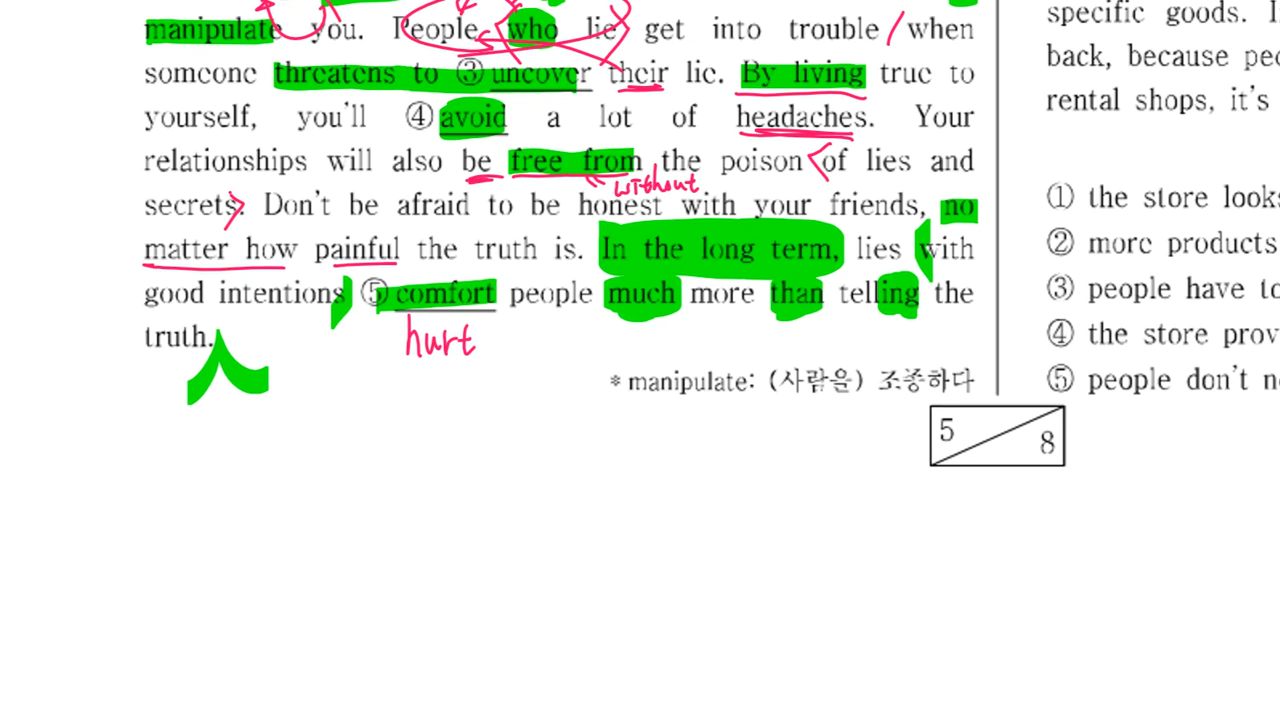 manipulate you. People who lie get into trouble when
someone threatens to ③ uncover their lie. By living true to
yourself, you'll ④ avoid a lot of headaches. Your
relationships will also be free from the poison of lies and
without
secrets. Don't be afraid to be honest with your friends, no
matter how painful the truth is. In the long term, lies with
good intentions ⑤ comfort people much more than telling the
hurt
truth.
* manipulate: (사람을) 조종하다
5
8
specific goods. I
back, because peo
rental shops, it's
① the store looks
② more products
③ people have to
④ the store prov
⑤ people don't n